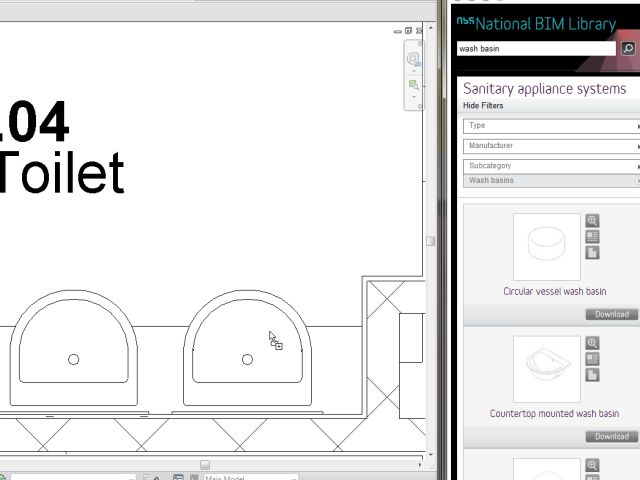 .04
Toilet
2D
Main Model
nbs National BIM Library
wash basin
Sanitary appliance systems
Hide Filters
Type
Manufacturer
Subcategory
Wash basins
Circular vessel wash basin
Download
Countertop mounted wash basin
Download